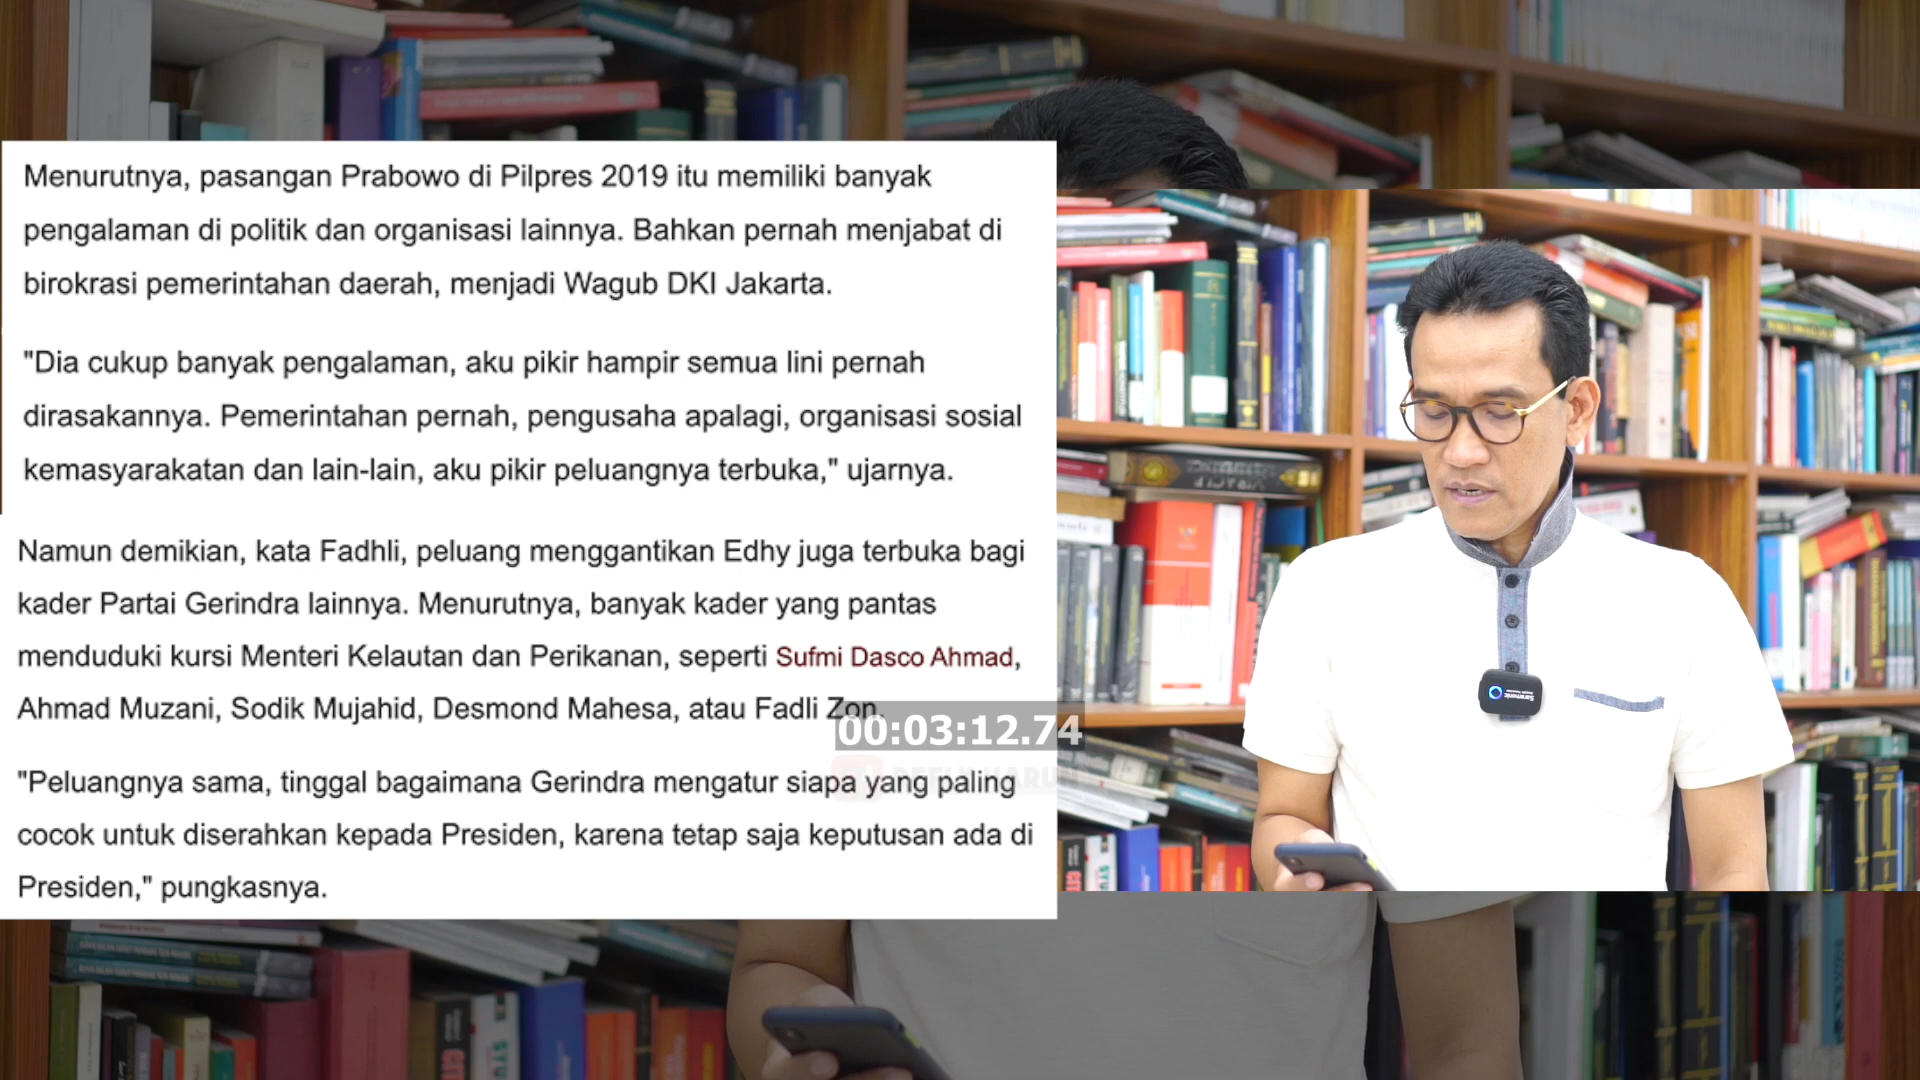 Menurutnya, pasangan Prabowo di Pilpres 2019 itu memiliki banyak
pengalaman di politik dan organisasi lainnya. Bahkan pernah menjabat di
birokrasi pemerintahan daerah, menjadi Wagub DKI Jakarta.
"Dia cukup banyak pengalaman, aku pikir hampir semua lini pernah
dirasakannya. Pemerintahan pernah, pengusaha apalagi, organisasi sosial
kemasyarakatan dan lain-lain, aku pikir peluangnya terbuka," ujarnya.
Namun demikian, kata Fadhli, peluang menggantikan Edhy juga terbuka bagi
kader Partai Gerindra lainnya. Menurutnya, banyak kader yang pantas
menduduki kursi Menteri Kelautan dan Perikanan, seperti Sufmi Dasco Ahmad,
Ahmad Muzani, Sodik Mujahid, Desmond Mahesa, atau Fadli Zon.
00:03:12.74
REFLY HARUN
"Peluangnya sama, tinggal bagaimana Gerindra mengatur siapa yang paling
cocok untuk diserahkan kepada Presiden, karena tetap saja keputusan ada di
Presiden," pungkasnya.
Saramonic